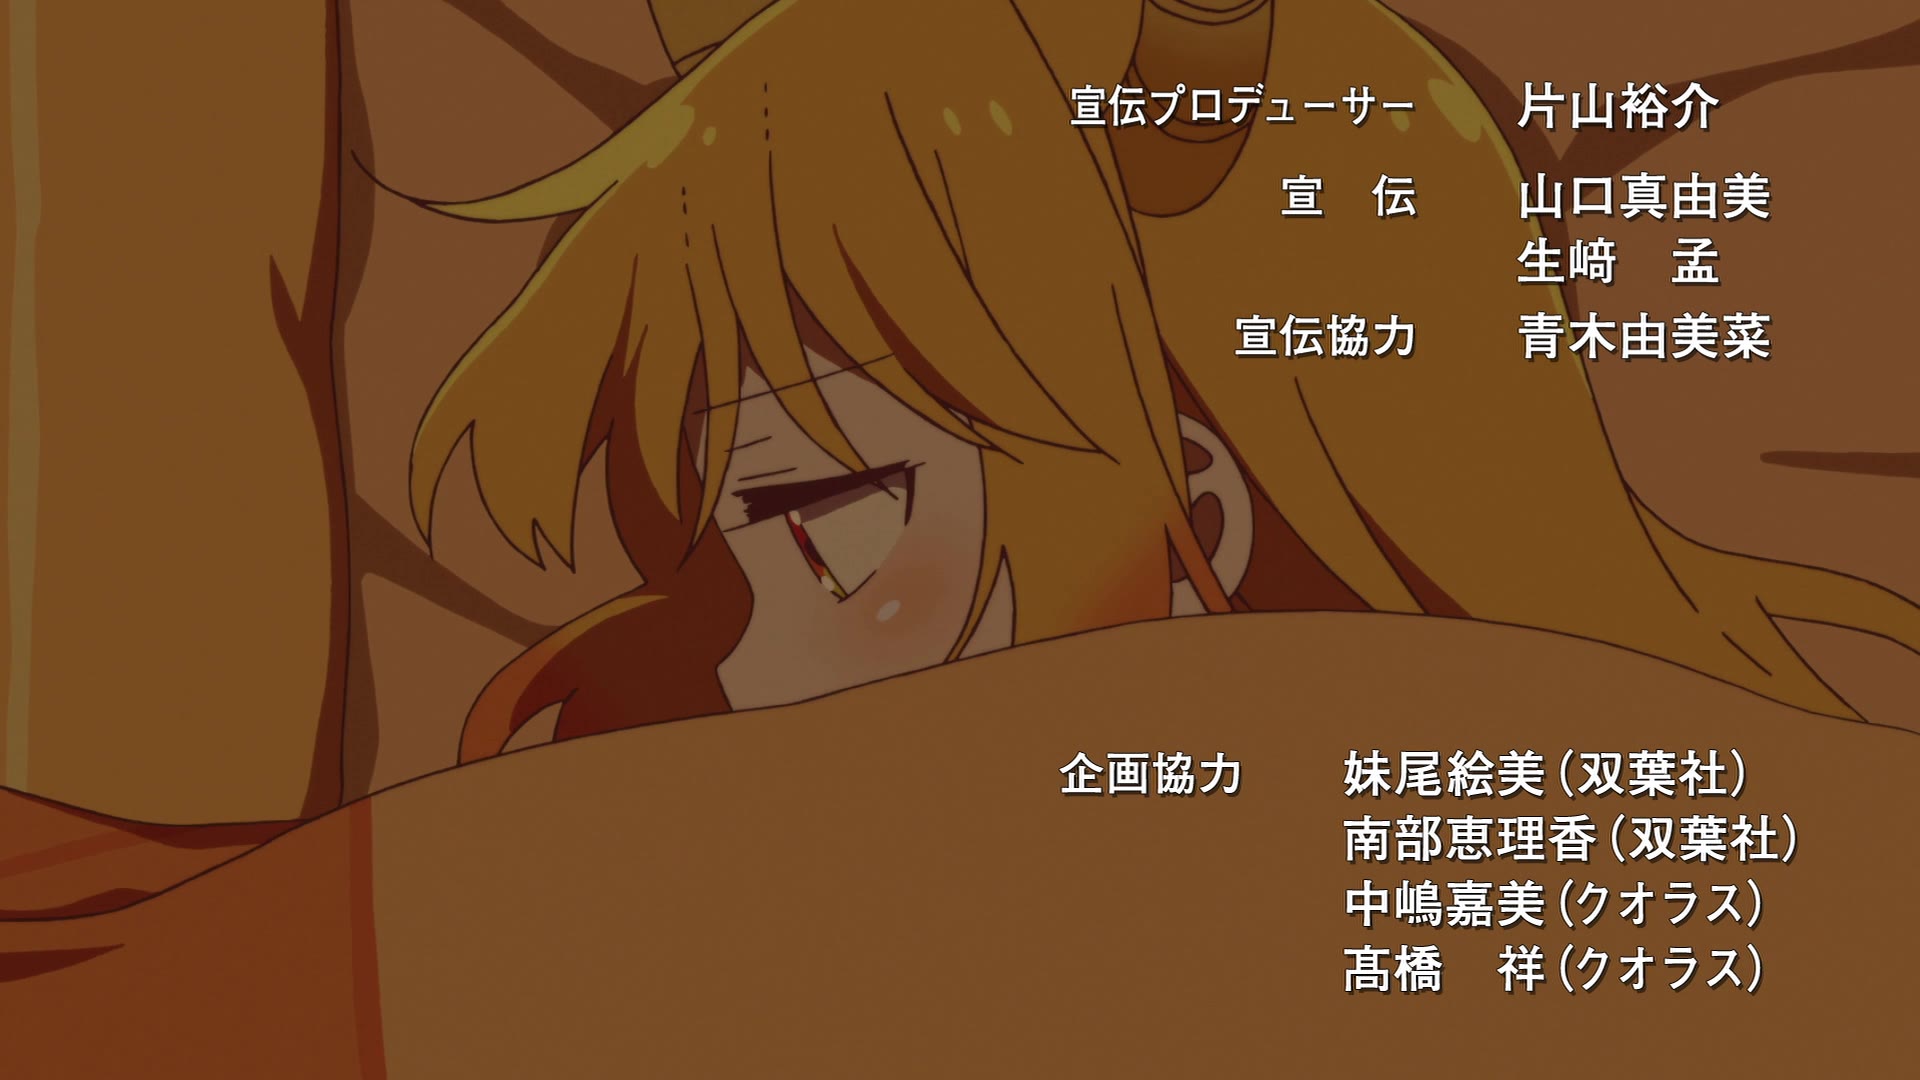 宣伝プロデューサー　片山裕介
宣　伝　山口真由美
生﨑　孟
宣伝協力　青木由美菜
企画協力　妹尾絵美(双葉社)
南部恵理香(双葉社)
中嶋嘉美(クオラス)
髙橋　祥(クオラス)